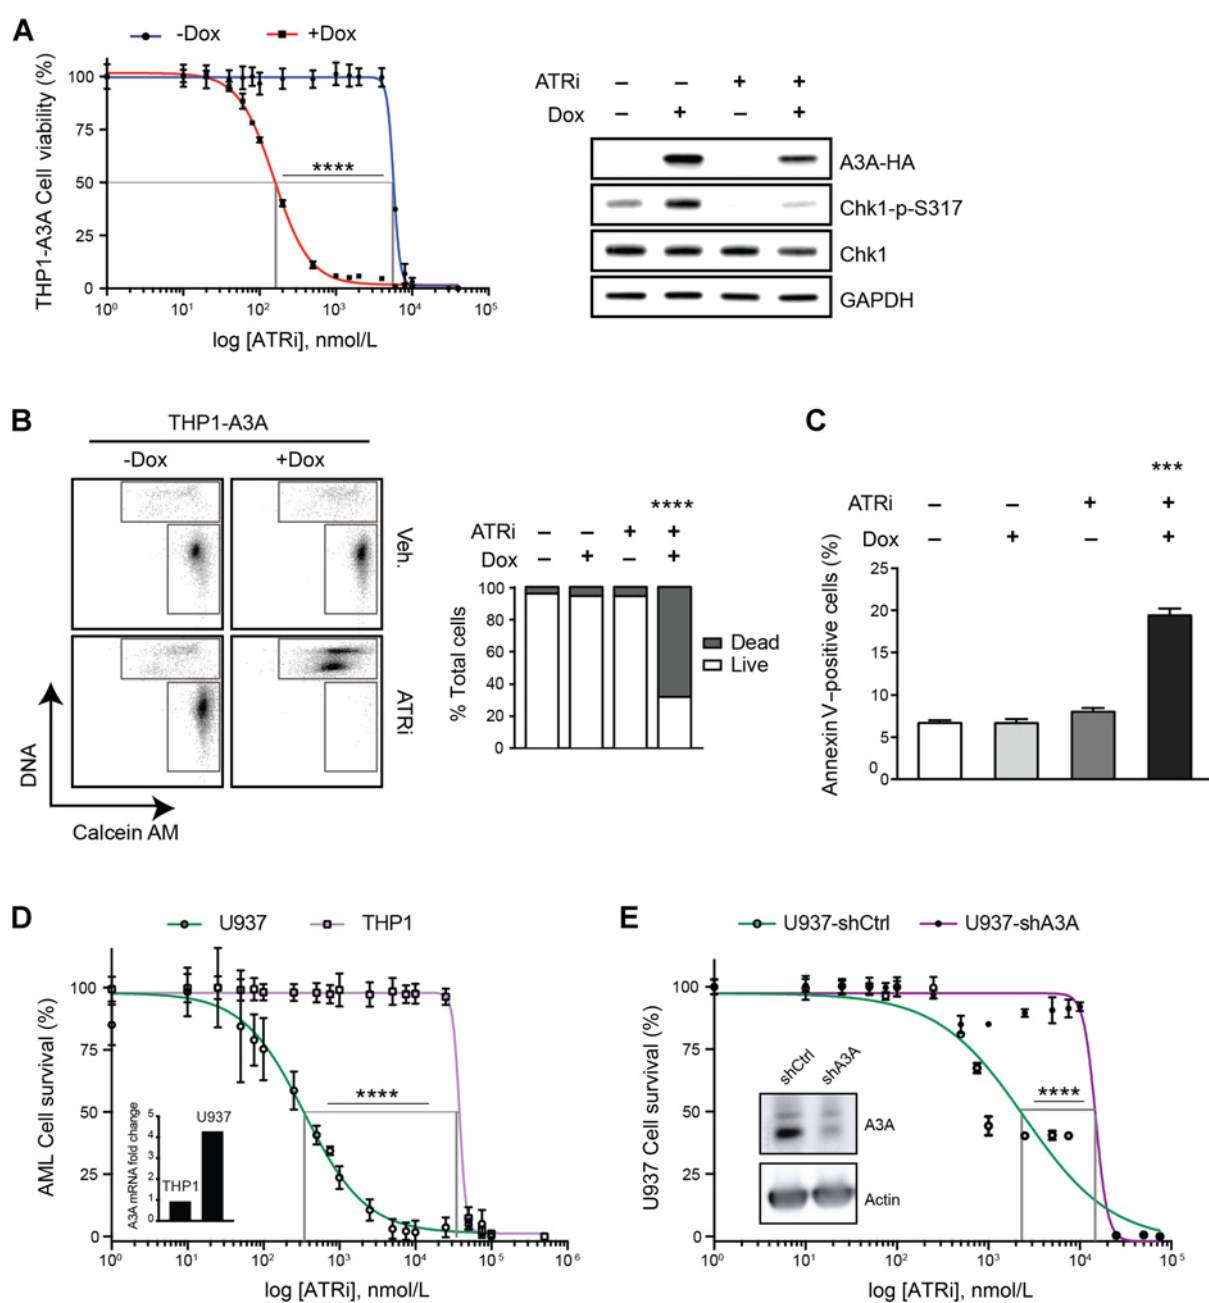 A
-Dox +Dox
THP1-A3A Cell viability (%)
100
75
50
25
0
****
10⁰ 10¹ 10² 10³ 10⁴ 10⁵
log [ATRi], nmol/L
ATRi – – + +
Dox – + – +
A3A-HA
Chk1-p-S317
Chk1
GAPDH
B
THP1-A3A
-Dox +Dox
Veh.
ATRi
DNA
Calcein AM
****
ATRi – – + +
Dox – + – +
% Total cells
100
80
60
40
20
0
Dead
Live
C
***
ATRi – – + +
Dox – + – +
Annexin V–positive cells (%)
25
20
15
10
5
0
0
D
U937 THP1
AML Cell survival (%)
100
75
50
25
0
****
A3A mRNA fold change
5
4
3
2
1
0
THP1
U937
10⁰ 10¹ 10² 10³ 10⁴ 10⁵ 10⁶
log [ATRi], nmol/L
E
U937-shCtrl U937-shA3A
U937 Cell survival (%)
100
75
50
25
0
****
shCtrl shA3A
A3A
Actin
10⁰ 10¹ 10² 10³ 10⁴ 10⁵
log [ATRi], nmol/L